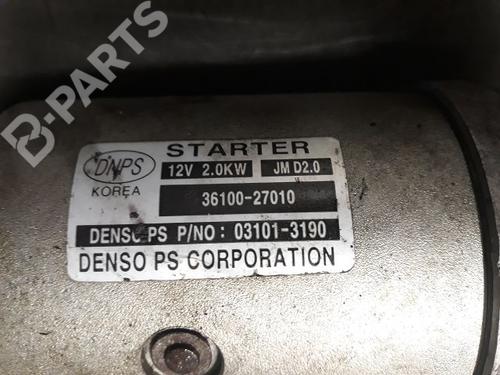 B-PARTS
STARTER
DNPS
KOREA
12V 2.0KW JM D2.0
36100-27010
DENSO PS P/NO : 03101-3190
DENSO PS CORPORATION